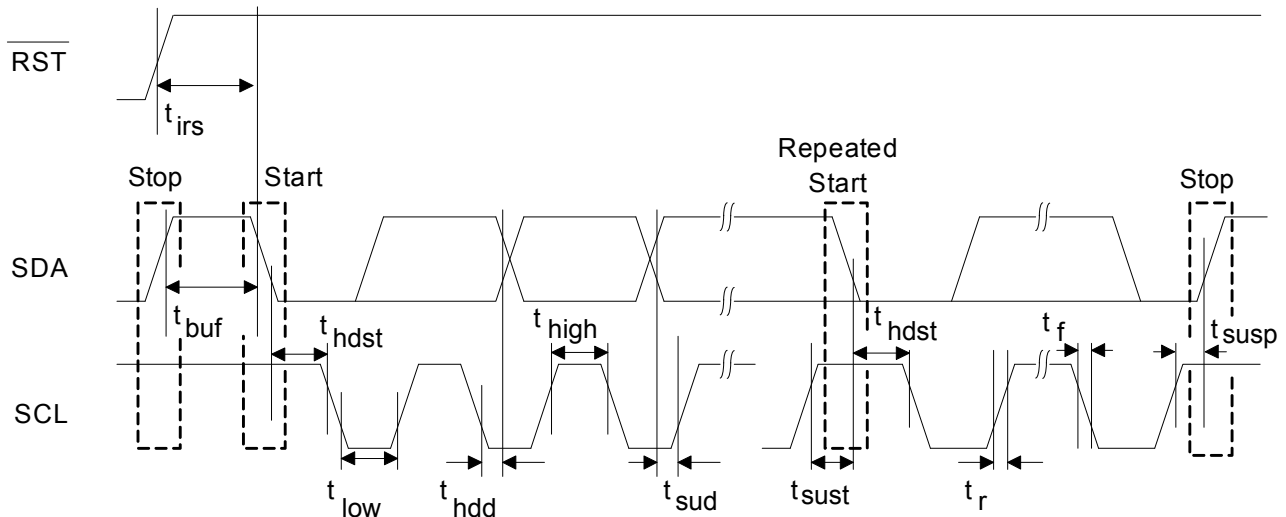 RST
t irs
Repeated
Stop
Start
Start
Stop
SDA
t buf
t hdst
t high
t hdst
t f
t susp
SCL
t low
t hdd
t sud
t sust
t r